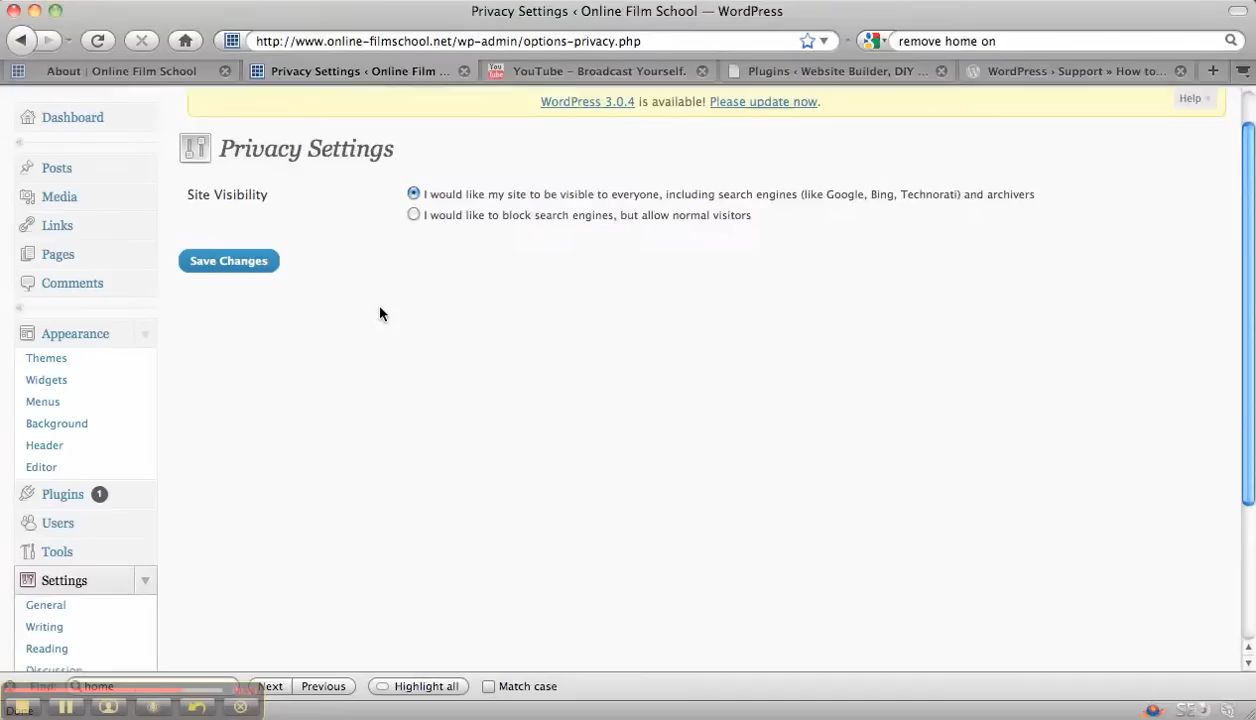 Privacy Settings ‹ Online Film School — WordPress
http://www.online-filmschool.net/wp-admin/options-privacy.php
remove home on
About | Online Film School
Privacy Settings ‹ Online Film ...
YouTube – Broadcast Yourself.
Plugins ‹ Website Builder, DIY ...
WordPress › Support » How to...
WordPress 3.0.4 is available! Please update now.
Help
Dashboard
Posts
Media
Links
Pages
Comments
Appearance
Themes
Widgets
Menus
Background
Header
Editor
Plugins 1
Users
Tools
Settings
General
Writing
Reading
Discussion
Privacy Settings
Site Visibility
I would like my site to be visible to everyone, including search engines (like Google, Bing, Technorati) and archivers
I would like to block search engines, but allow normal visitors
Save Changes
Find:
home
Next
Previous
Highlight all
Match case
Done